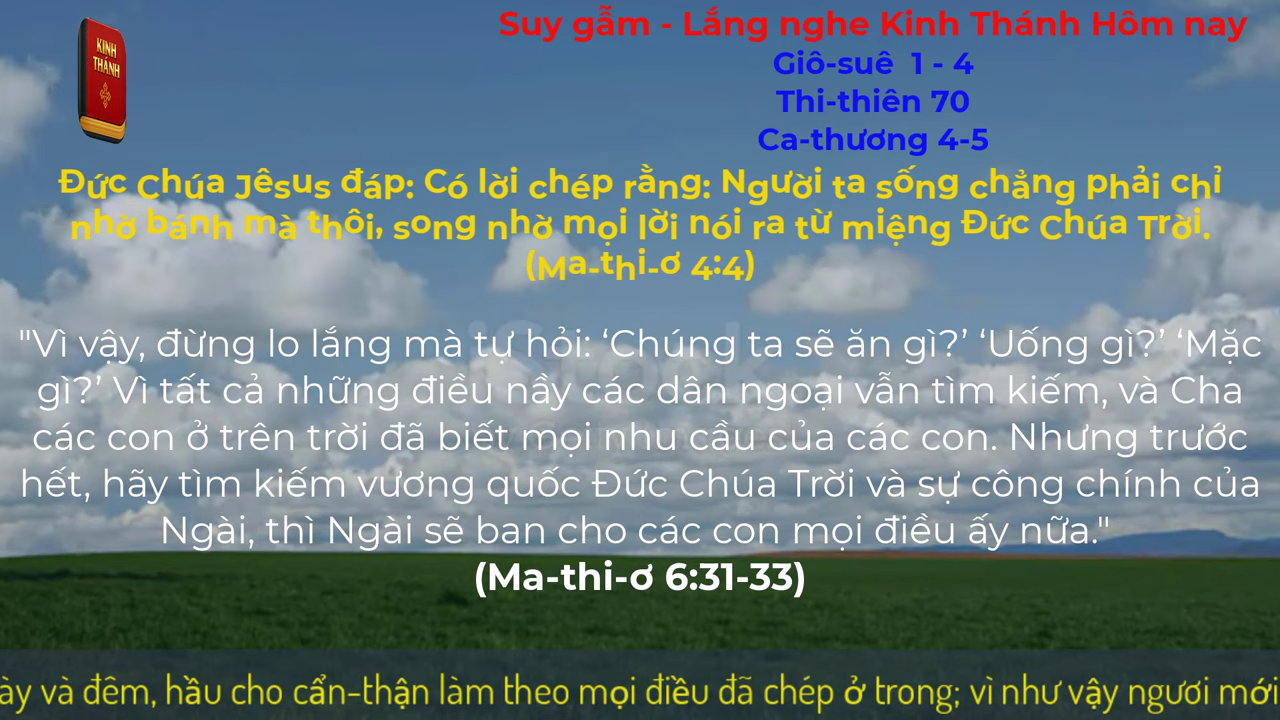 KINH
THÁNH
Suy gẫm - Lắng nghe Kinh Thánh Hôm nay
Giô-suê 1 - 4
Thi-thiên 70
Ca-thương 4-5
Đức Chúa Jêsus đáp: Có lời chép rằng: Người ta sống chẳng phải chỉ
nhờ bánh mà thôi, song nhờ mọi lời nói ra từ miệng Đức Chúa Trời.
(Ma-thi-ơ 4:4)
"Vì vậy, đừng lo lắng mà tự hỏi: ‘Chúng ta sẽ ăn gì?’ ‘Uống gì?’ ‘Mặc
gì?’ Vì tất cả những điều nầy các dân ngoại vẫn tìm kiếm, và Cha
các con ở trên trời đã biết mọi nhu cầu của các con. Nhưng trước
hết, hãy tìm kiếm vương quốc Đức Chúa Trời và sự công chính của
Ngài, thì Ngài sẽ ban cho các con mọi điều ấy nữa."
(Ma-thi-ơ 6:31-33)
ày và đêm, hầu cho cẩn-thận làm theo mọi điều đã chép ở trong; vì như vậy ngươi mới